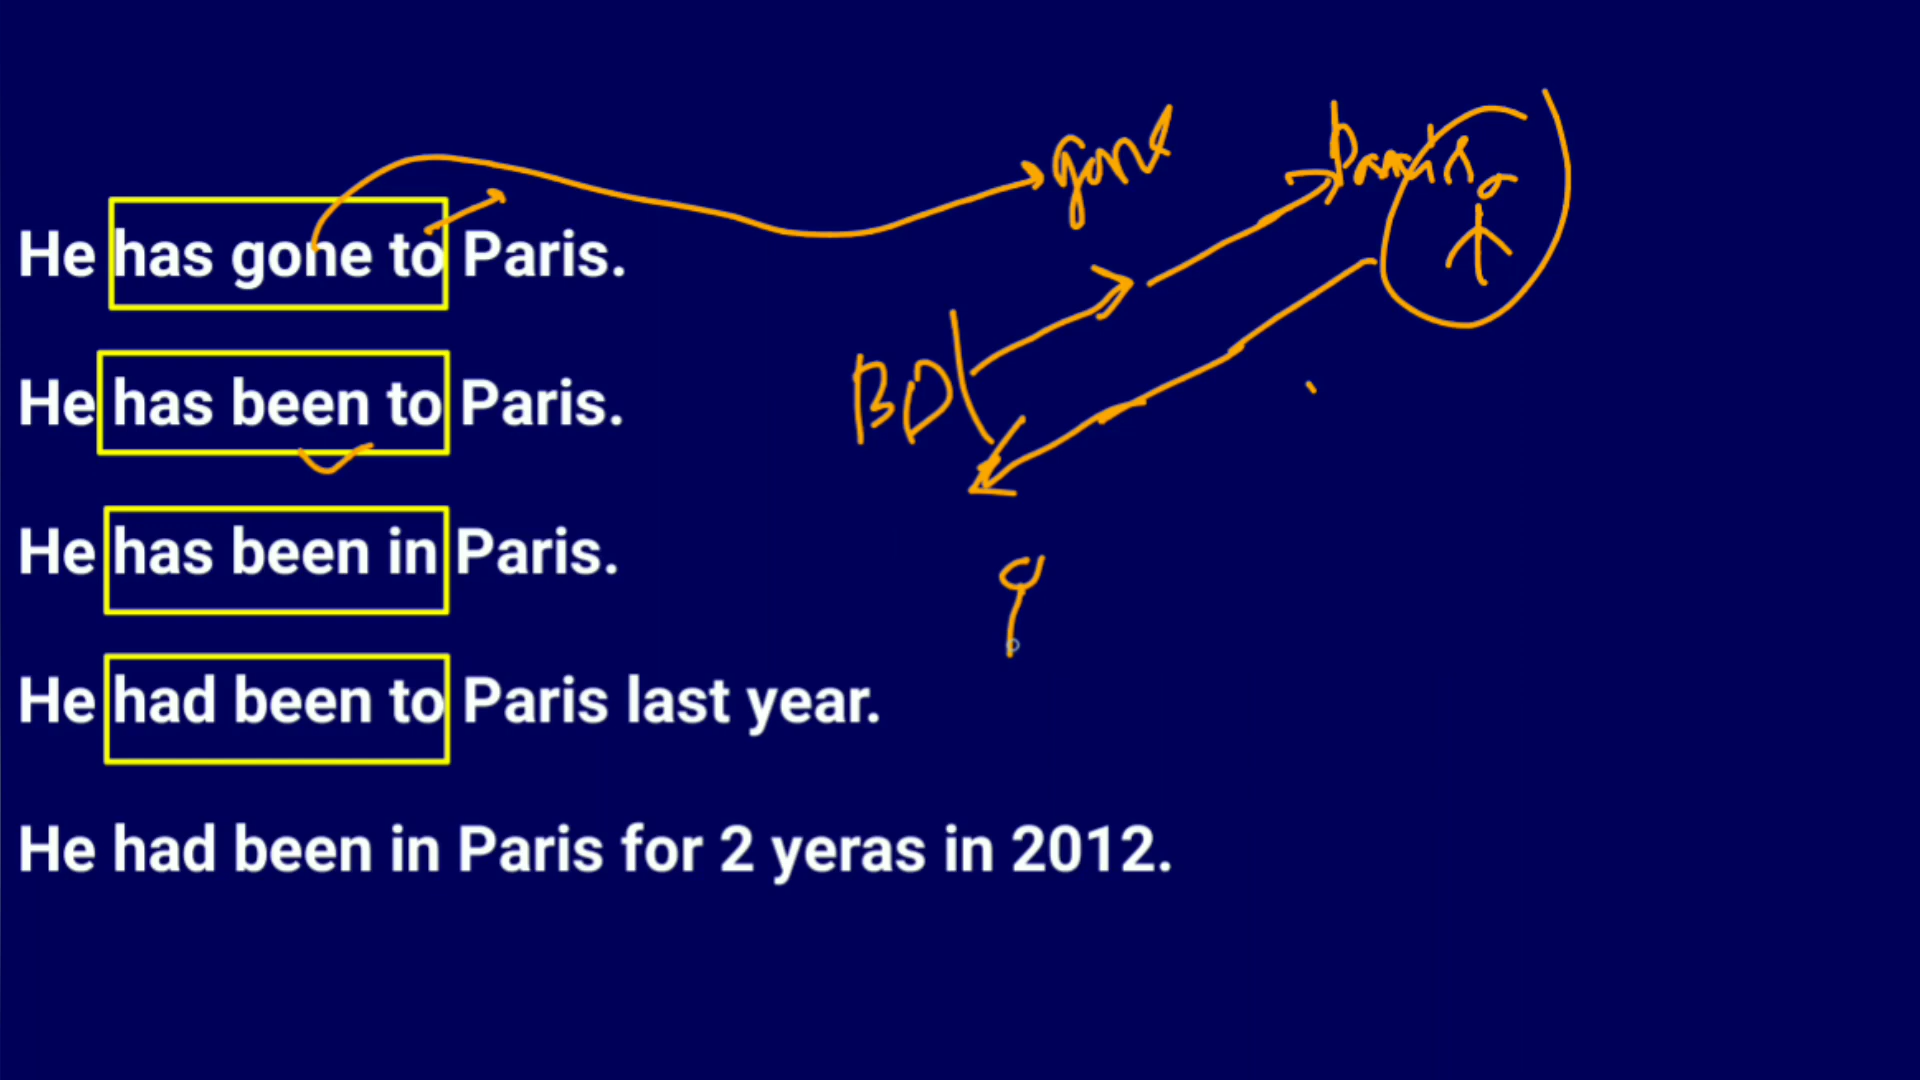 gone
Paris
He has gone to Paris.
BD
He has been to Paris.
He has been in Paris.
He had been to Paris last year.
He had been in Paris for 2 yeras in 2012.